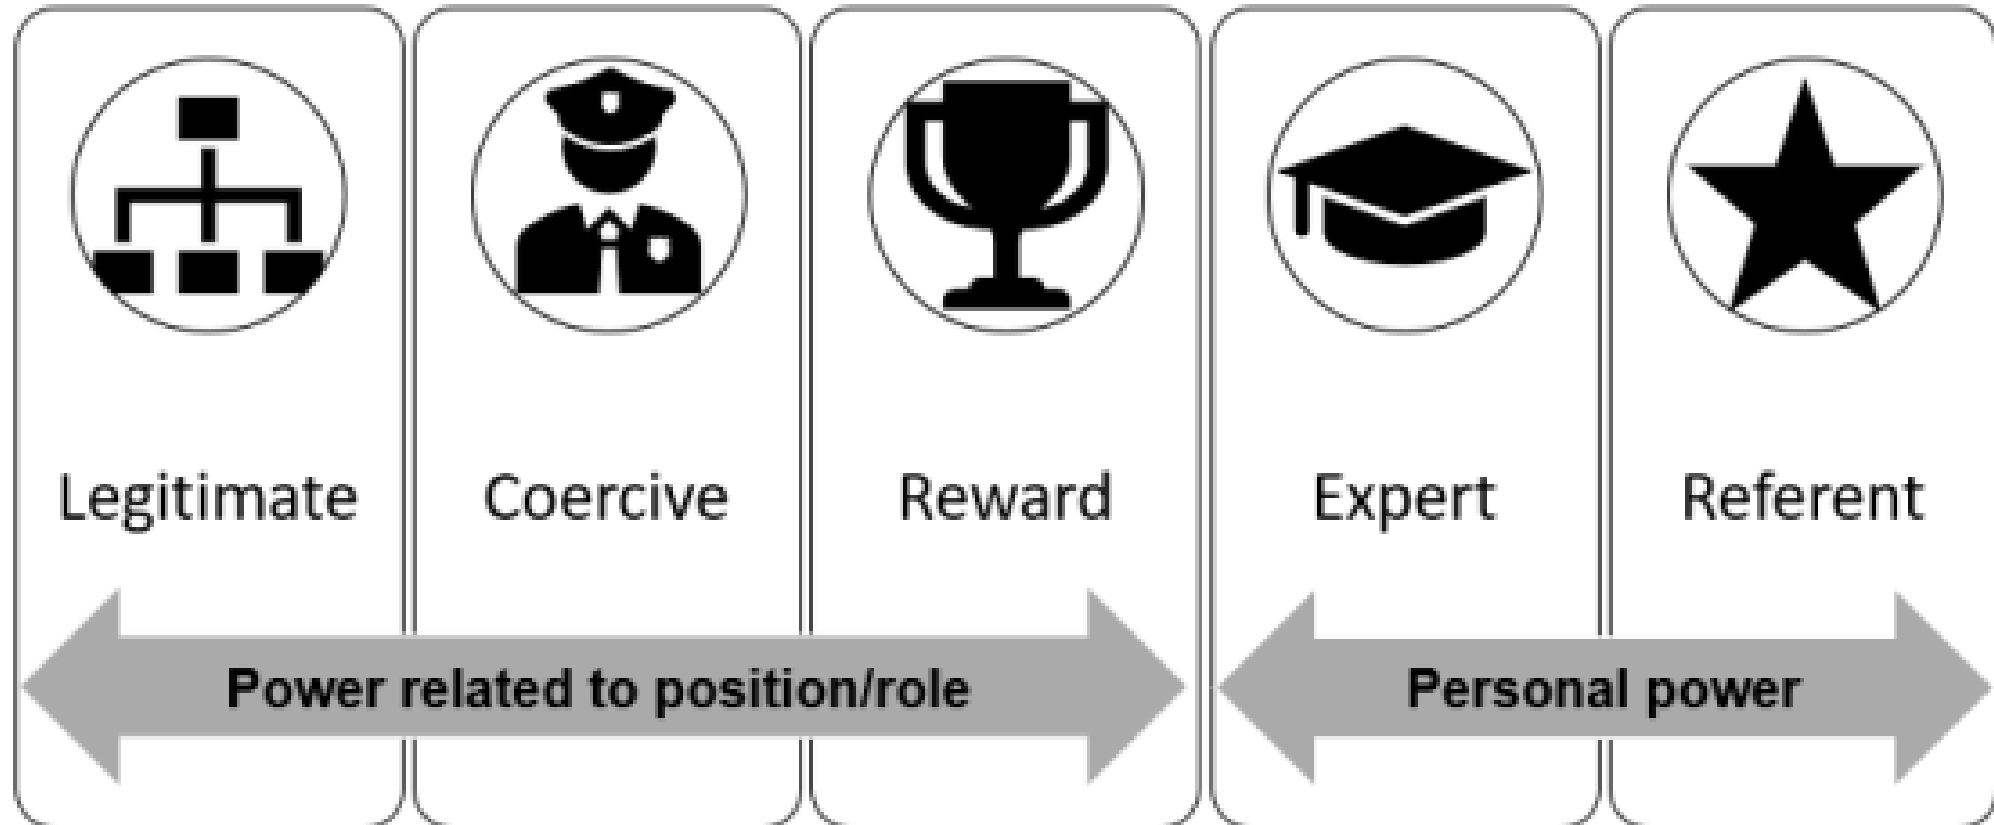 Legitimate
Coercive
Reward
Expert
Referent
Power related to position/role
Personal power